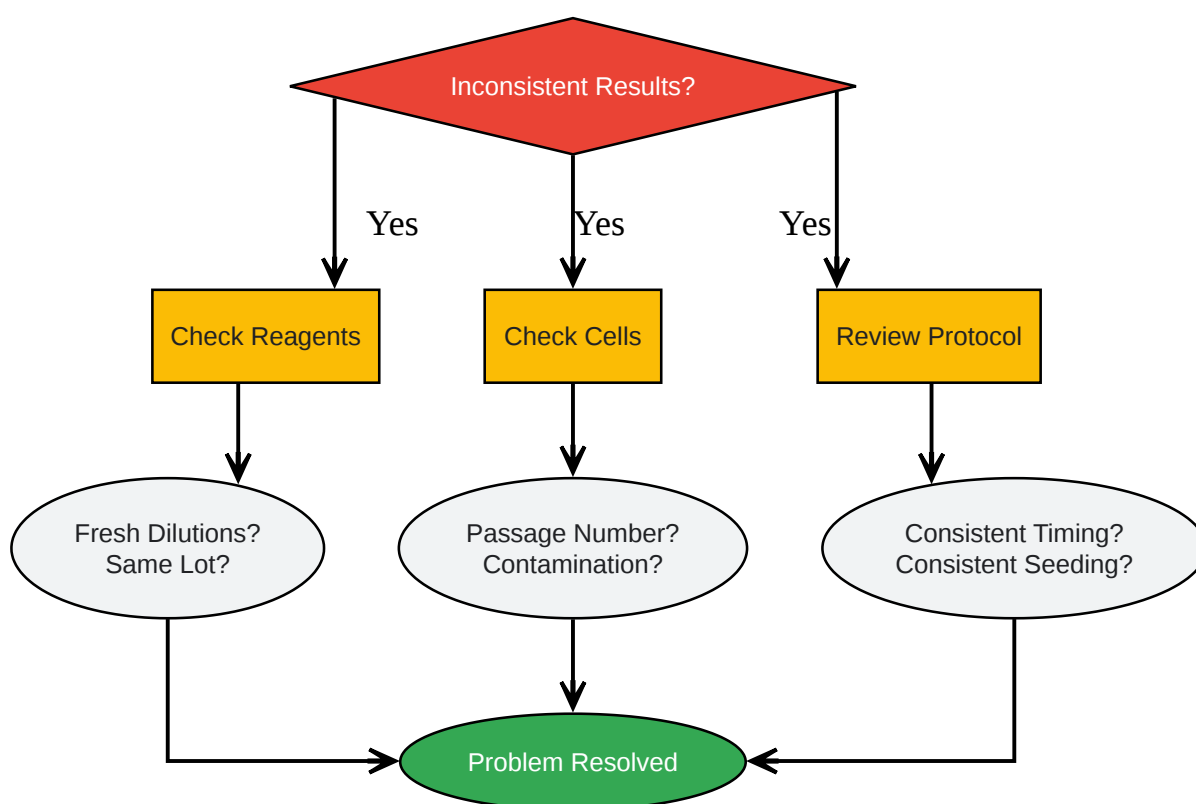 Inconsistent Results?
Yes
Yes
Yes
Check Reagents
Check Cells
Review Protocol
Fresh Dilutions?
Same Lot?
Passage Number?
Contamination?
Consistent Timing?
Consistent Seeding?
Problem Resolved